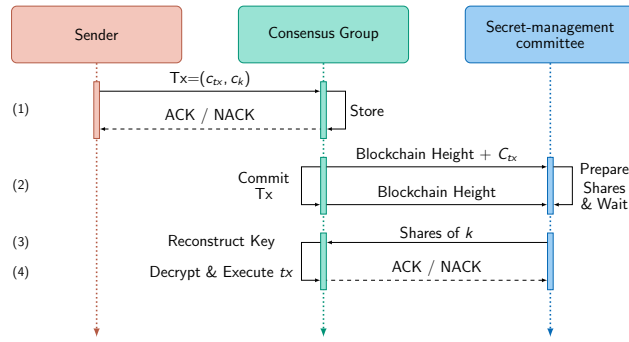 Sender
Consensus Group
Secret-management
committee
Tx=(c_tx, c_k)
(1)
Store
ACK / NACK
Blockchain Height + C_tx
(2)
Commit
Tx
Prepare
Shares
& Wait
Blockchain Height
(3)
Reconstruct Key
Shares of k
(4)
Decrypt & Execute tx
ACK / NACK